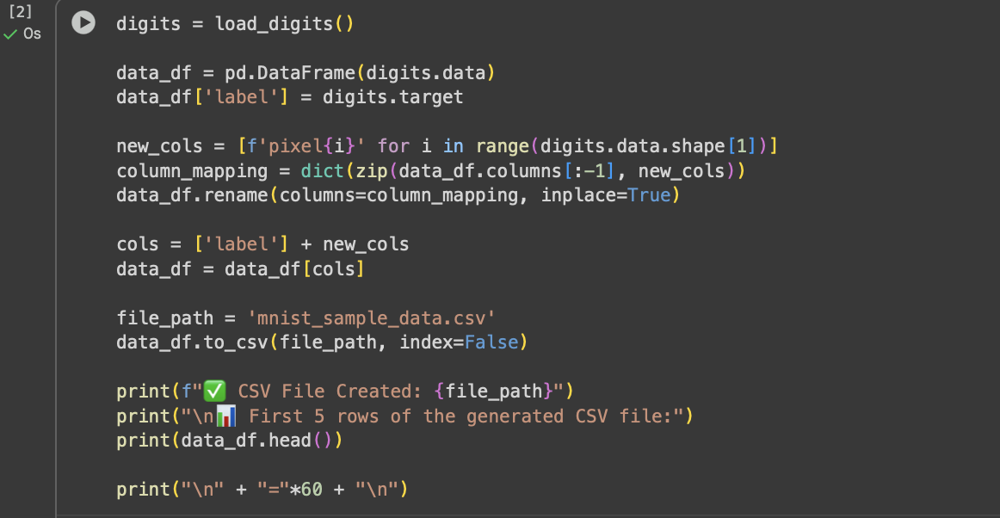 [2]
✓ 0s
digits = load_digits()
data_df = pd.DataFrame(digits.data)
data_df['label'] = digits.target
new_cols = [f'pixel{i}' for i in range(digits.data.shape[1])]
column_mapping = dict(zip(data_df.columns[:-1], new_cols))
data_df.rename(columns=column_mapping, inplace=True)
cols = ['label'] + new_cols
data_df = data_df[cols]
file_path = 'mnist_sample_data.csv'
data_df.to_csv(file_path, index=False)
print(f"✅ CSV File Created: {file_path}")
print("\n📊 First 5 rows of the generated CSV file:")
print(data_df.head())
print("\n" + "="*60 + "\n")